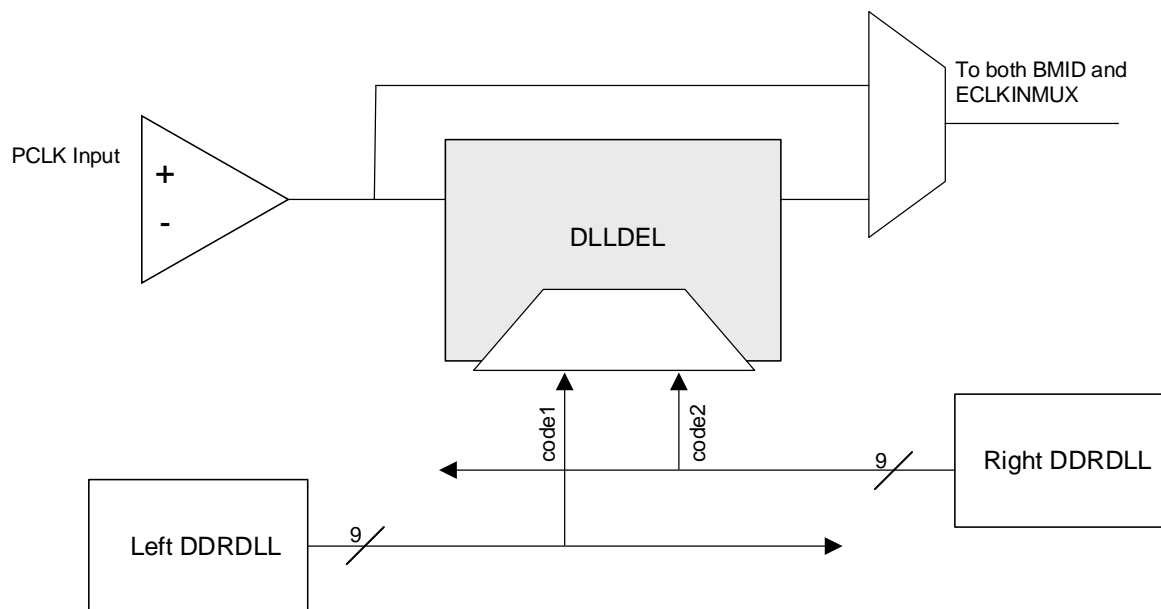 To both BMID and
ECLKINMUX
PCLK Input
+
-
DLLDEL
code1
code2
9
Right DDRDLL
9
Left DDRDLL